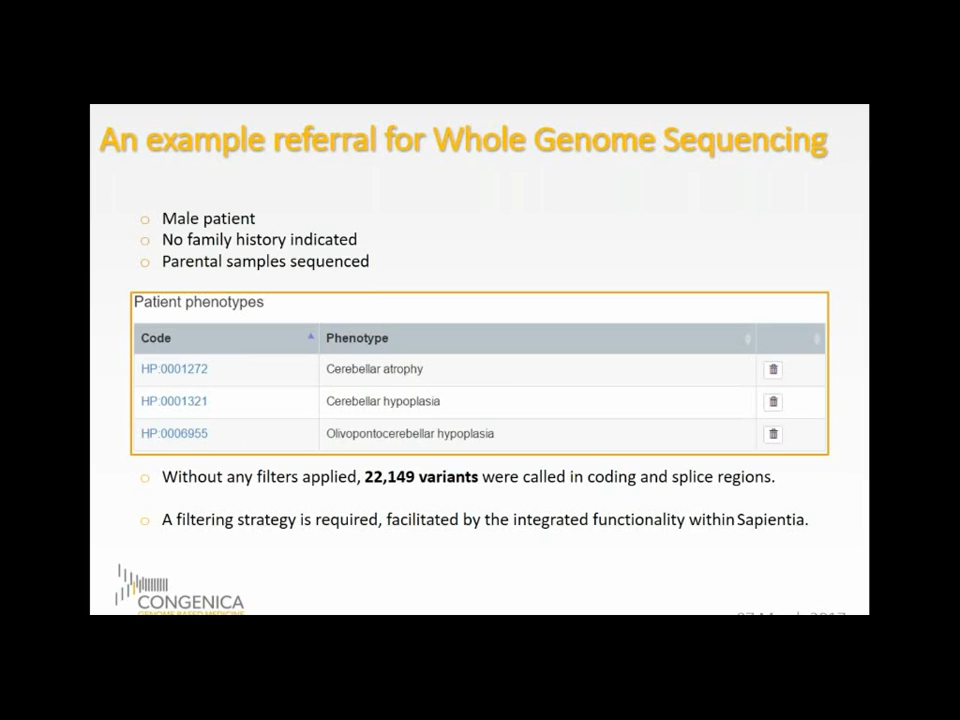 An example referral for Whole Genome Sequencing
Male patient
No family history indicated
Parental samples sequenced
Patient phenotypes
Code Phenotype
HP:0001272 Cerebellar atrophy
HP:0001321 Cerebellar hypoplasia
HP:0006955 Olivopontocerebellar hypoplasia
Without any filters applied, 22,149 variants were called in coding and splice regions.
A filtering strategy is required, facilitated by the integrated functionality within Sapientia.
CONGENICA